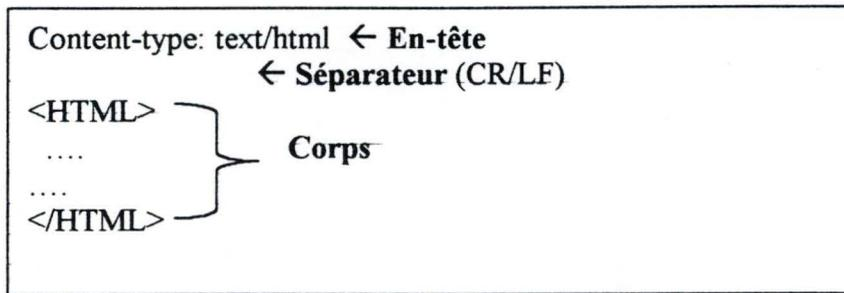 Content-type: text/html ← En-tête
← Séparateur (CR/LF)
<HTML>
....
Corps
....
</HTML>